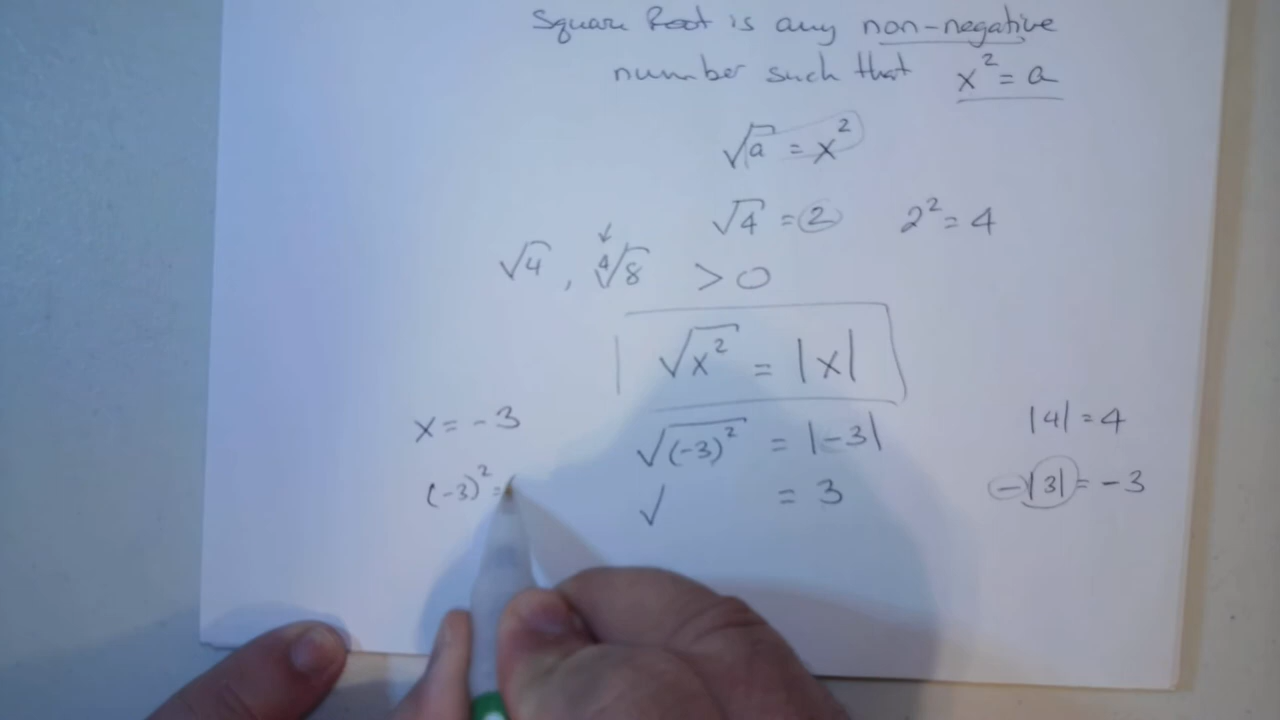 Square Root is any non-negative
number such that x² = a
√a = x²
√4 = 2 2² = 4
√4 , ∜8 > 0
√x² = |x|
x = -3 √(-3)² = |-3| |4| = 4
(-3)² = ( √ = 3 -|3| = -3